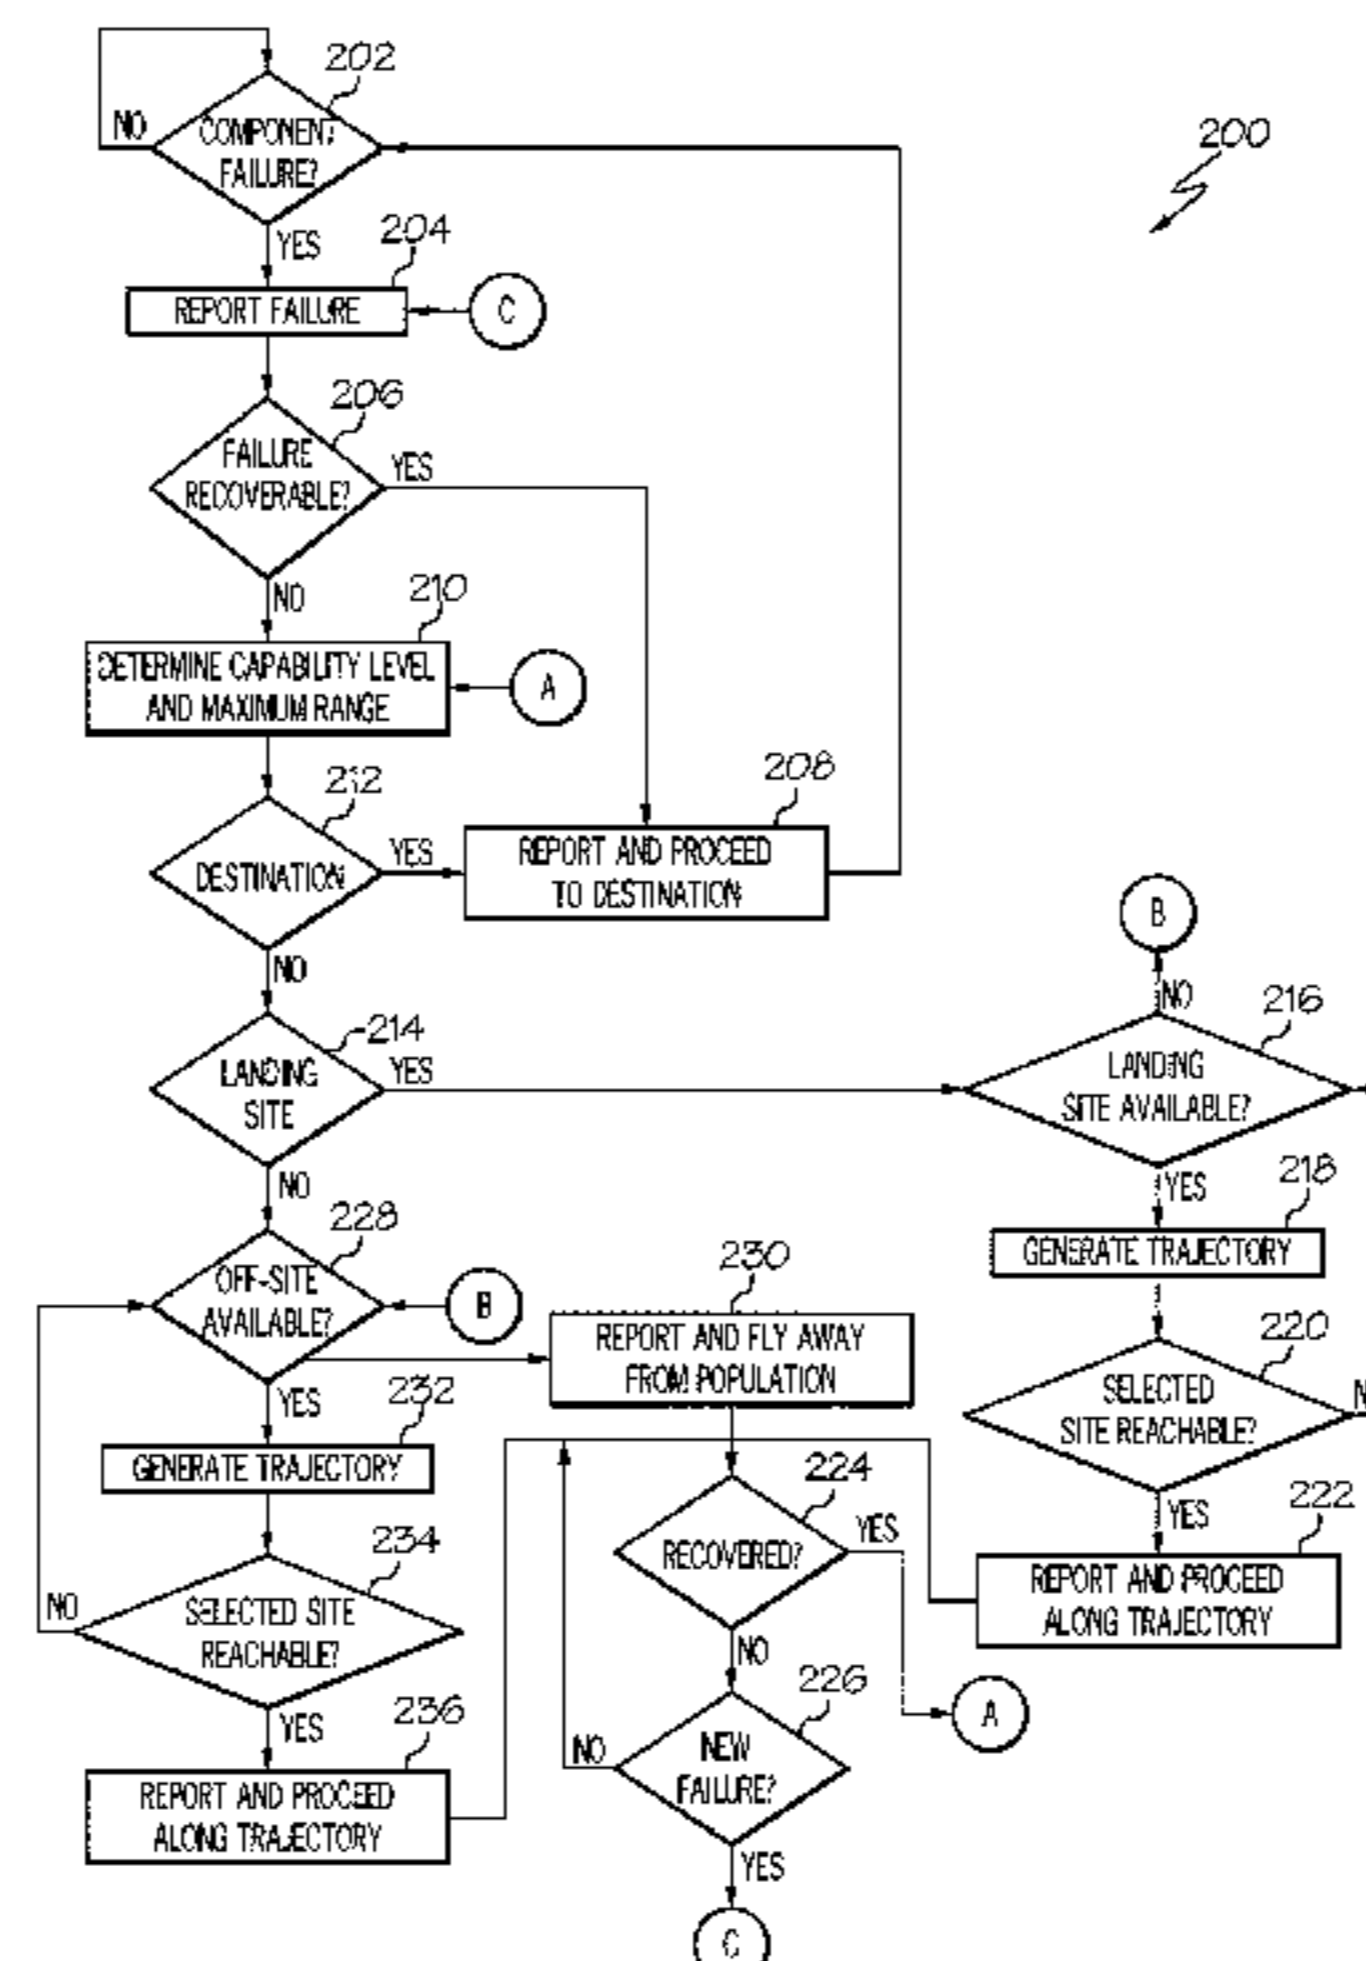 202
NO
COMPONENT
FAILURE?
200
YES
204
REPORT FAILURE
C
206
FAILURE
RECOVERABLE?
YES
NO
210
DETERMINE CAPABILITY LEVEL
AND MAXIMUM RANGE
A
212
208
DESTINATION
YES
REPORT AND PROCEED
TO DESTINATION
NO
B
NO
216
214
LANDING
SITE
YES
LANDING
SITE AVAILABLE?
NO
YES
218
228
OFF-SITE
AVAILABLE?
B
230
GENERATE TRAJECTORY
REPORT AND FLY AWAY
FROM POPULATION
220
YES
232
SELECTED
SITE REACHABLE?
N
GENERATE TRAJECTORY
224
YES
222
234
RECOVERED?
YES
NO
SELECTED SITE
REACHABLE?
REPORT AND PROCEED
ALONG TRAJECTORY
NO
226
YES
236
A
NO
NEW
FAILURE?
REPORT AND PROCEED
ALONG TRAJECTORY
YES
C